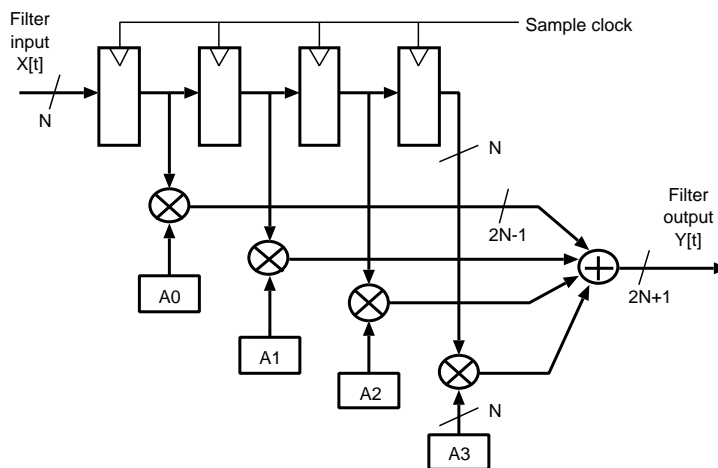 Filter
input
X[t]
Sample clock
N
N
2N-1
Filter
output
Y[t]
2N+1
A0
A1
A2
N
A3